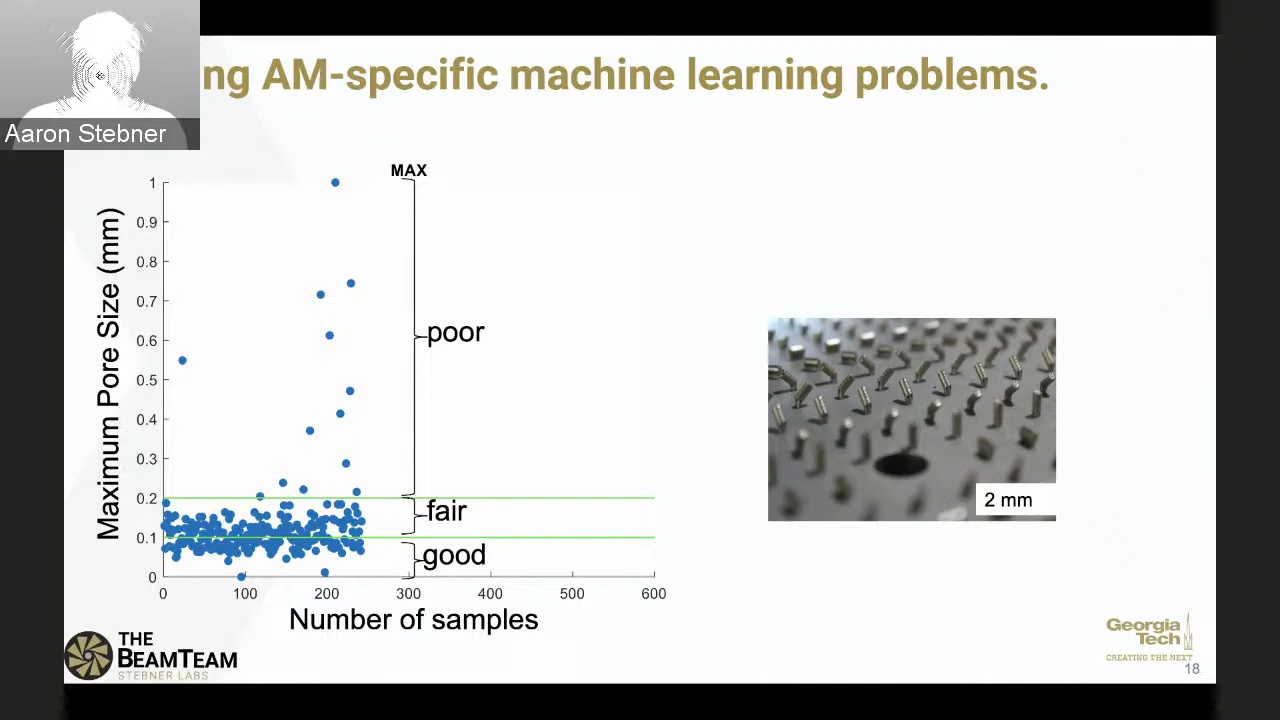 ng AM-specific machine learning problems.
Aaron Stebner
MAX
1
0.9
0.8
0.7
0.6
0.5
0.4
0.3
0.2
0.1
0
Maximum Pore Size (mm)
poor
fair
good
0 100 200 300 400 500 600
Number of samples
2 mm
THE
BEAMTEAM
STEBNER LABS
Georgia
Tech
CREATING THE NEXT
18